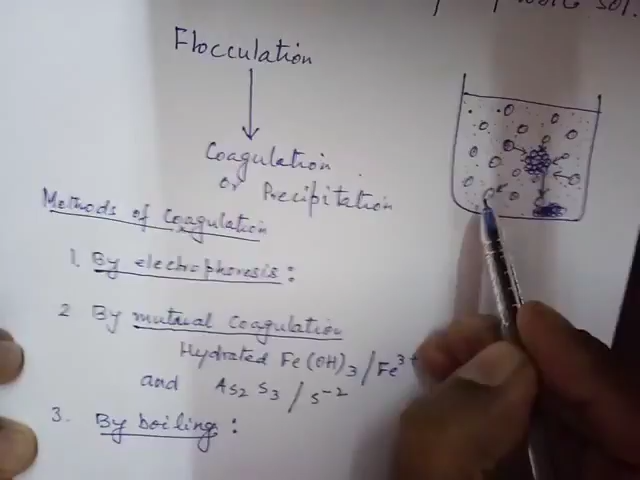 sol.
Flocculation
Coagulation
or Precipitation
Methods of Coagulation
1. By electrophoresis:
2 By mutual coagulation
Hydrated Fe(OH)3/Fe3+
and As2S3/S-2
3. By boiling: